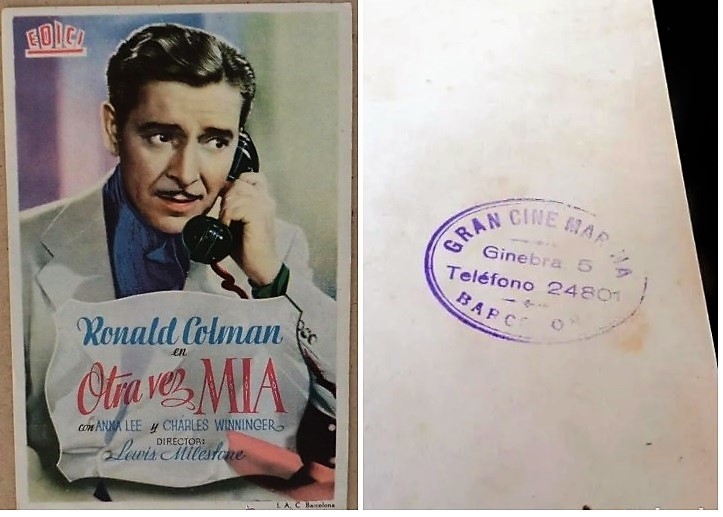 EDICI
Ronald Colman
en
Otra vez MIA
con ANNA LEE y CHARLES WINNINGER
DIRECTOR:
Lewis Milestone
I. A. C. Barcelona
GRAN CINE
Ginebra 5
Teléfono 24801